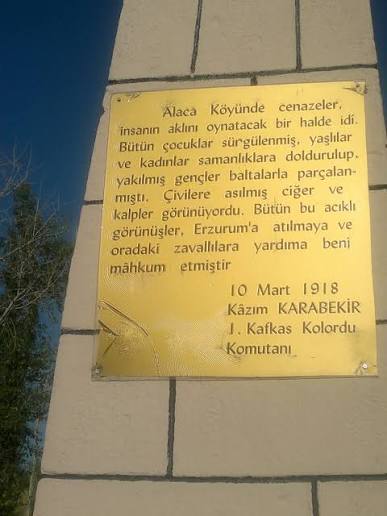 Alaca Köyünde cenazeler,
insanın aklını oynatacak bir halde idi.
Bütün çocuklar sürgülenmiş, yaşlılar
ve kadınlar samanlıklara doldurulup,
yakılmış gençler baltalarla parçalan-
mıştı. Çivilere asılmış ciğer ve
kalpler görünüyordu. Bütün bu acıklı
görünüşler, Erzurum'a atılmaya ve
oradaki zavallılara yardıma beni
mâhkum etmiştir
10 Mart 1918
Kâzım KARABEKİR
1. Kafkas Kolordu
Komutanı